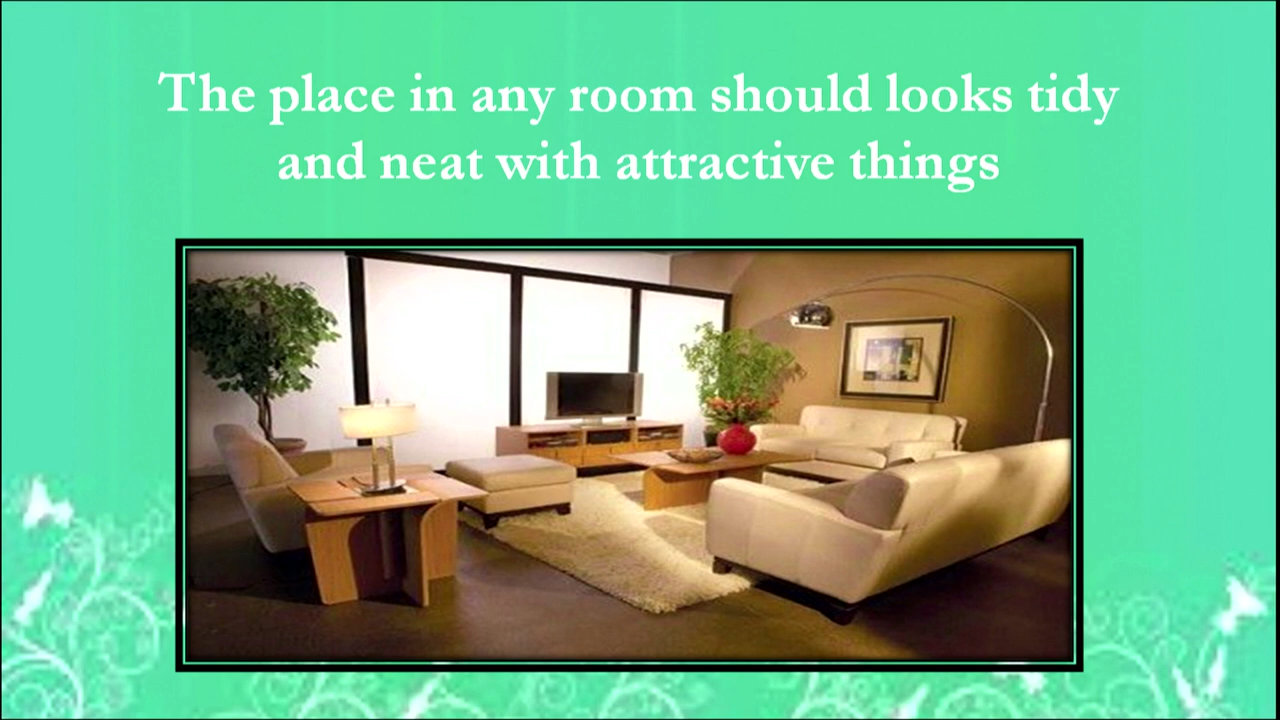 The place in any room should looks tidy
and neat with attractive things